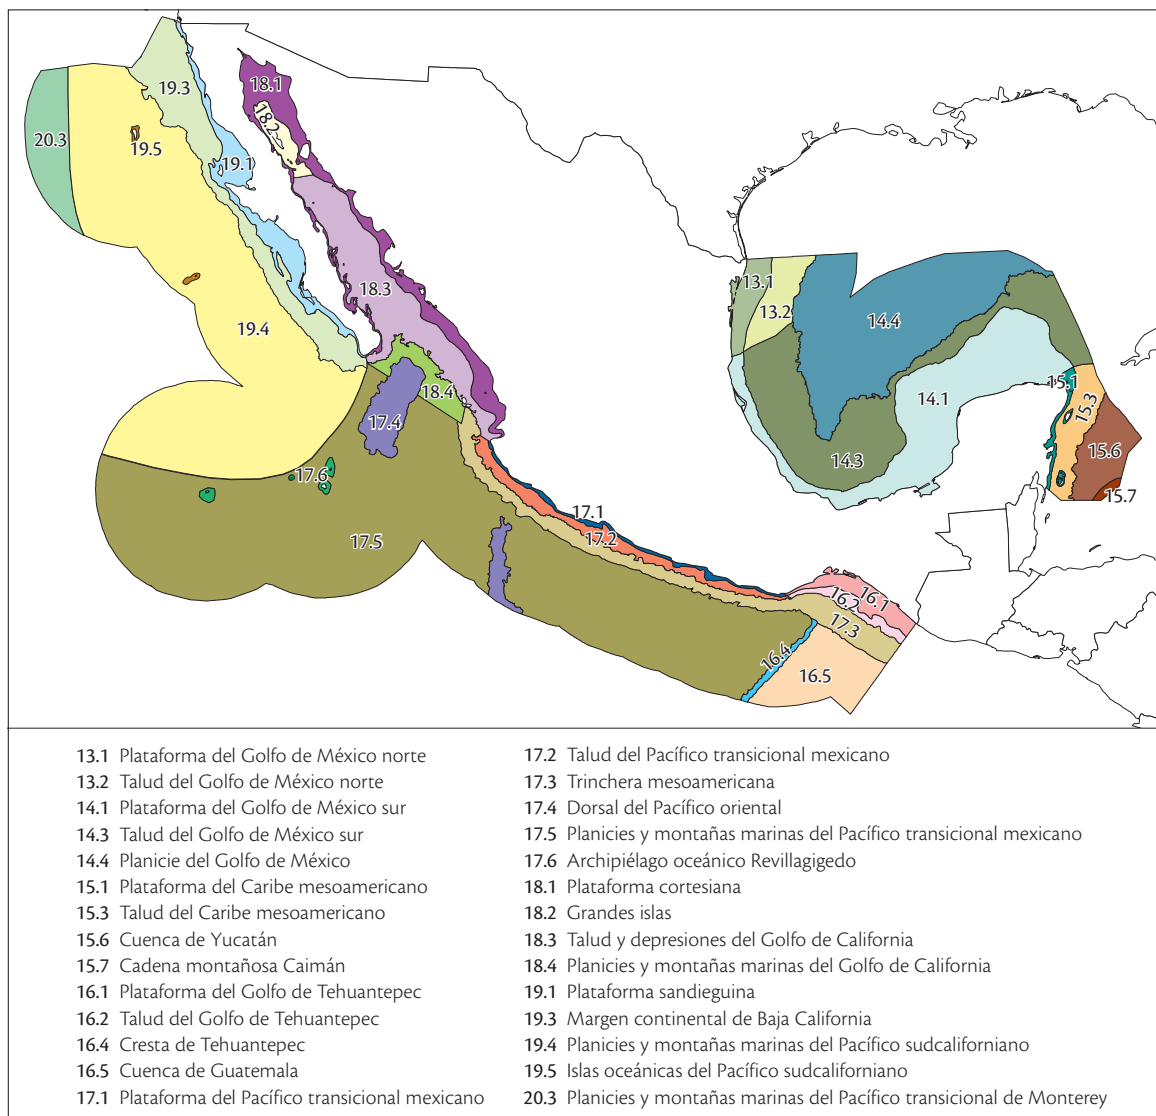 18.1
19.3
18.2
20.3
19.5
19.1
13.1
18.3
13.2
14.4
19.4
15.1
18.4
14.1
15.3
17.4
15.6
14.3
17.6
15.7
17.1
17.5
17.2
16.1
16.2
17.3
16.4
16.5
13.1 Plataforma del Golfo de México norte
13.2 Talud del Golfo de México norte
14.1 Plataforma del Golfo de México sur
14.3 Talud del Golfo de México sur
14.4 Planicie del Golfo de México
15.1 Plataforma del Caribe mesoamericano
15.3 Talud del Caribe mesoamericano
15.6 Cuenca de Yucatán
15.7 Cadena montañosa Caimán
16.1 Plataforma del Golfo de Tehuantepec
16.2 Talud del Golfo de Tehuantepec
16.4 Cresta de Tehuantepec
16.5 Cuenca de Guatemala
17.1 Plataforma del Pacífico transicional mexicano
17.2 Talud del Pacífico transicional mexicano
17.3 Trinchera mesoamericana
17.4 Dorsal del Pacífico oriental
17.5 Planicies y montañas marinas del Pacífico transicional mexicano
17.6 Archipiélago oceánico Revillagigedo
18.1 Plataforma cortesiana
18.2 Grandes islas
18.3 Talud y depresiones del Golfo de California
18.4 Planicies y montañas marinas del Golfo de California
19.1 Plataforma sandieguina
19.3 Margen continental de Baja California
19.4 Planicies y montañas marinas del Pacífico sudcaliforniano
19.5 Islas oceánicas del Pacífico sudcaliforniano
20.3 Planicies y montañas marinas del Pacífico transicional de Monterey